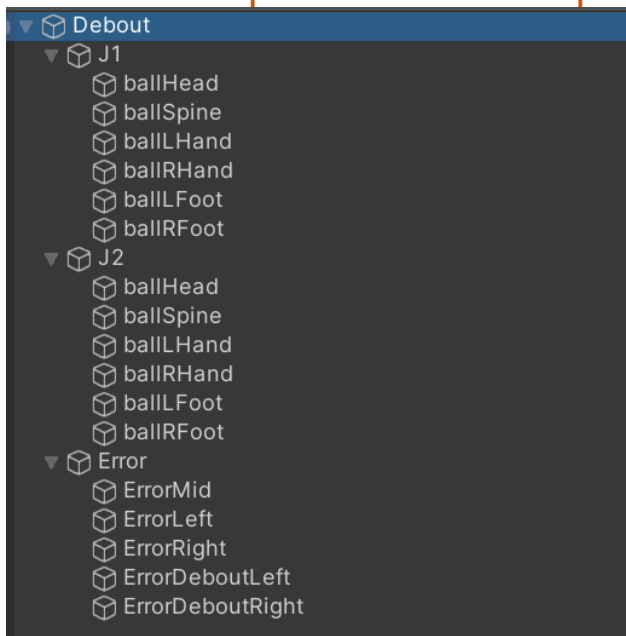 Debout
J1
ballHead
ballSpine
ballLHand
ballRHand
ballLFoot
ballRFoot
J2
ballHead
ballSpine
ballLHand
ballRHand
ballLFoot
ballRFoot
Error
ErrorMid
ErrorLeft
ErrorRight
ErrorDeboutLeft
ErrorDeboutRight